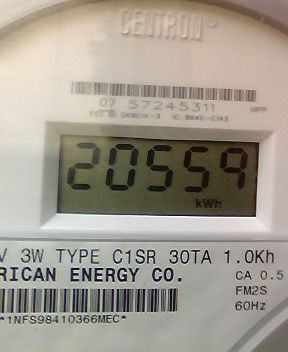 CENTRON®
07 57245311 HPP
20559
kWh
V 3W TYPE C1SR 30TA 1.0Kh
RICAN ENERGY CO.
CA 0.5
FM2S
60Hz
*1NFS98410366MEC*